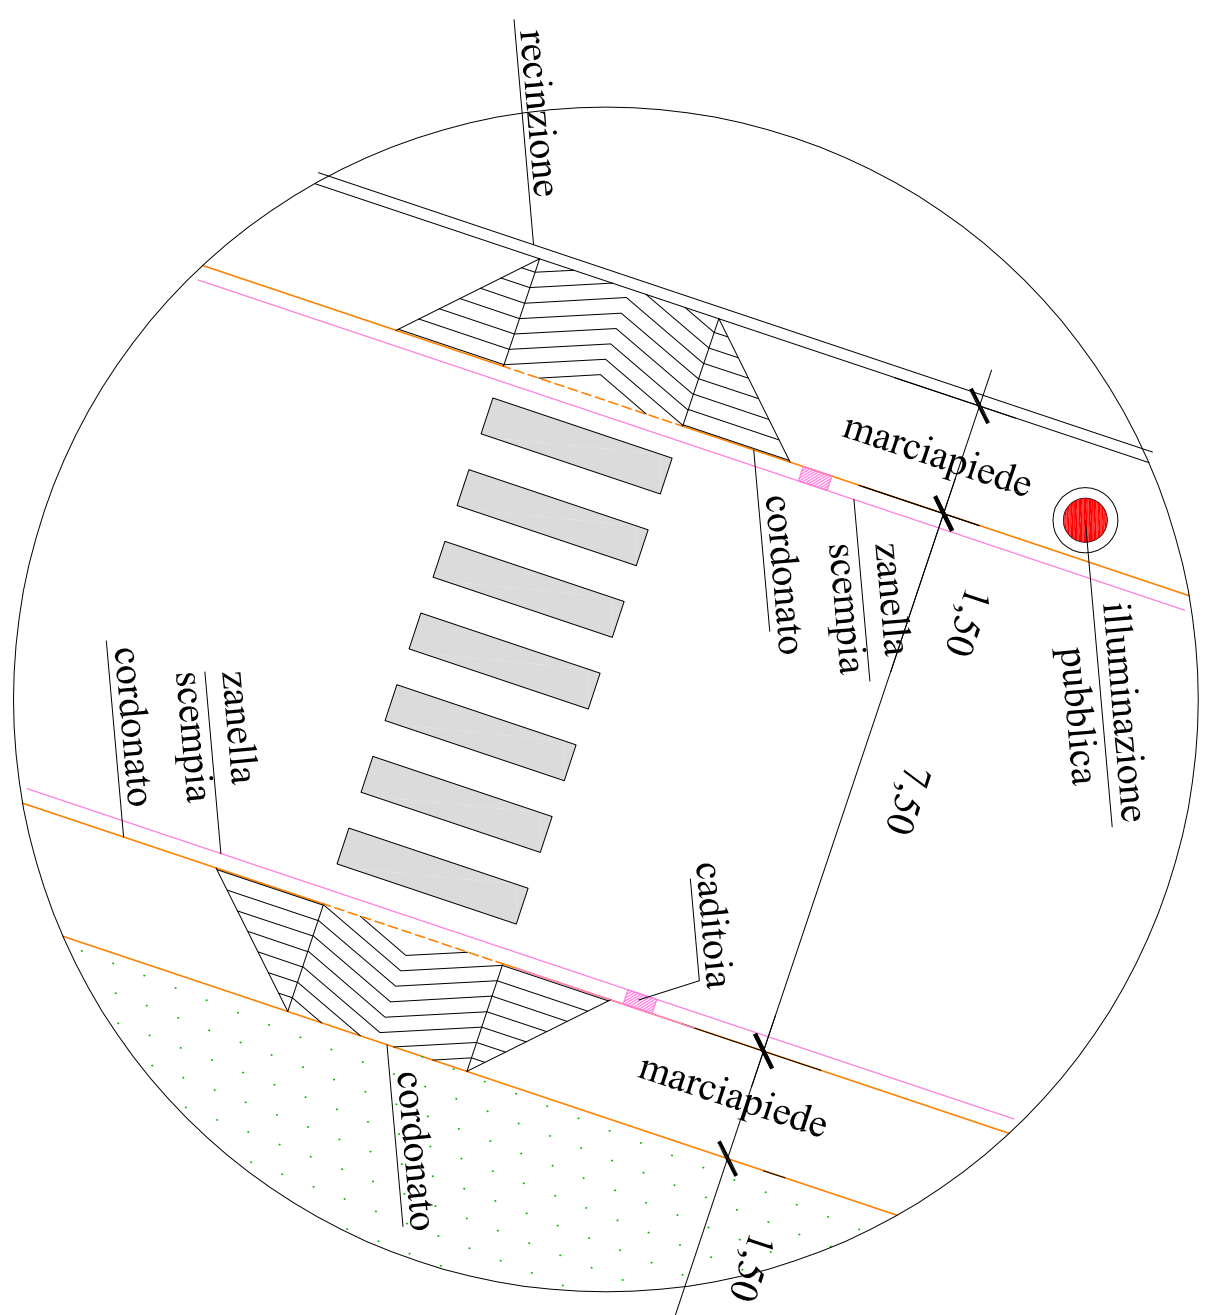 recinzione
marciapiede
cordonato
zanella
scempia
1,50
illuminazione
pubblica
7,50
zanella
scempia
cordonato
caditoia
marciapiede
cordonato
1,50